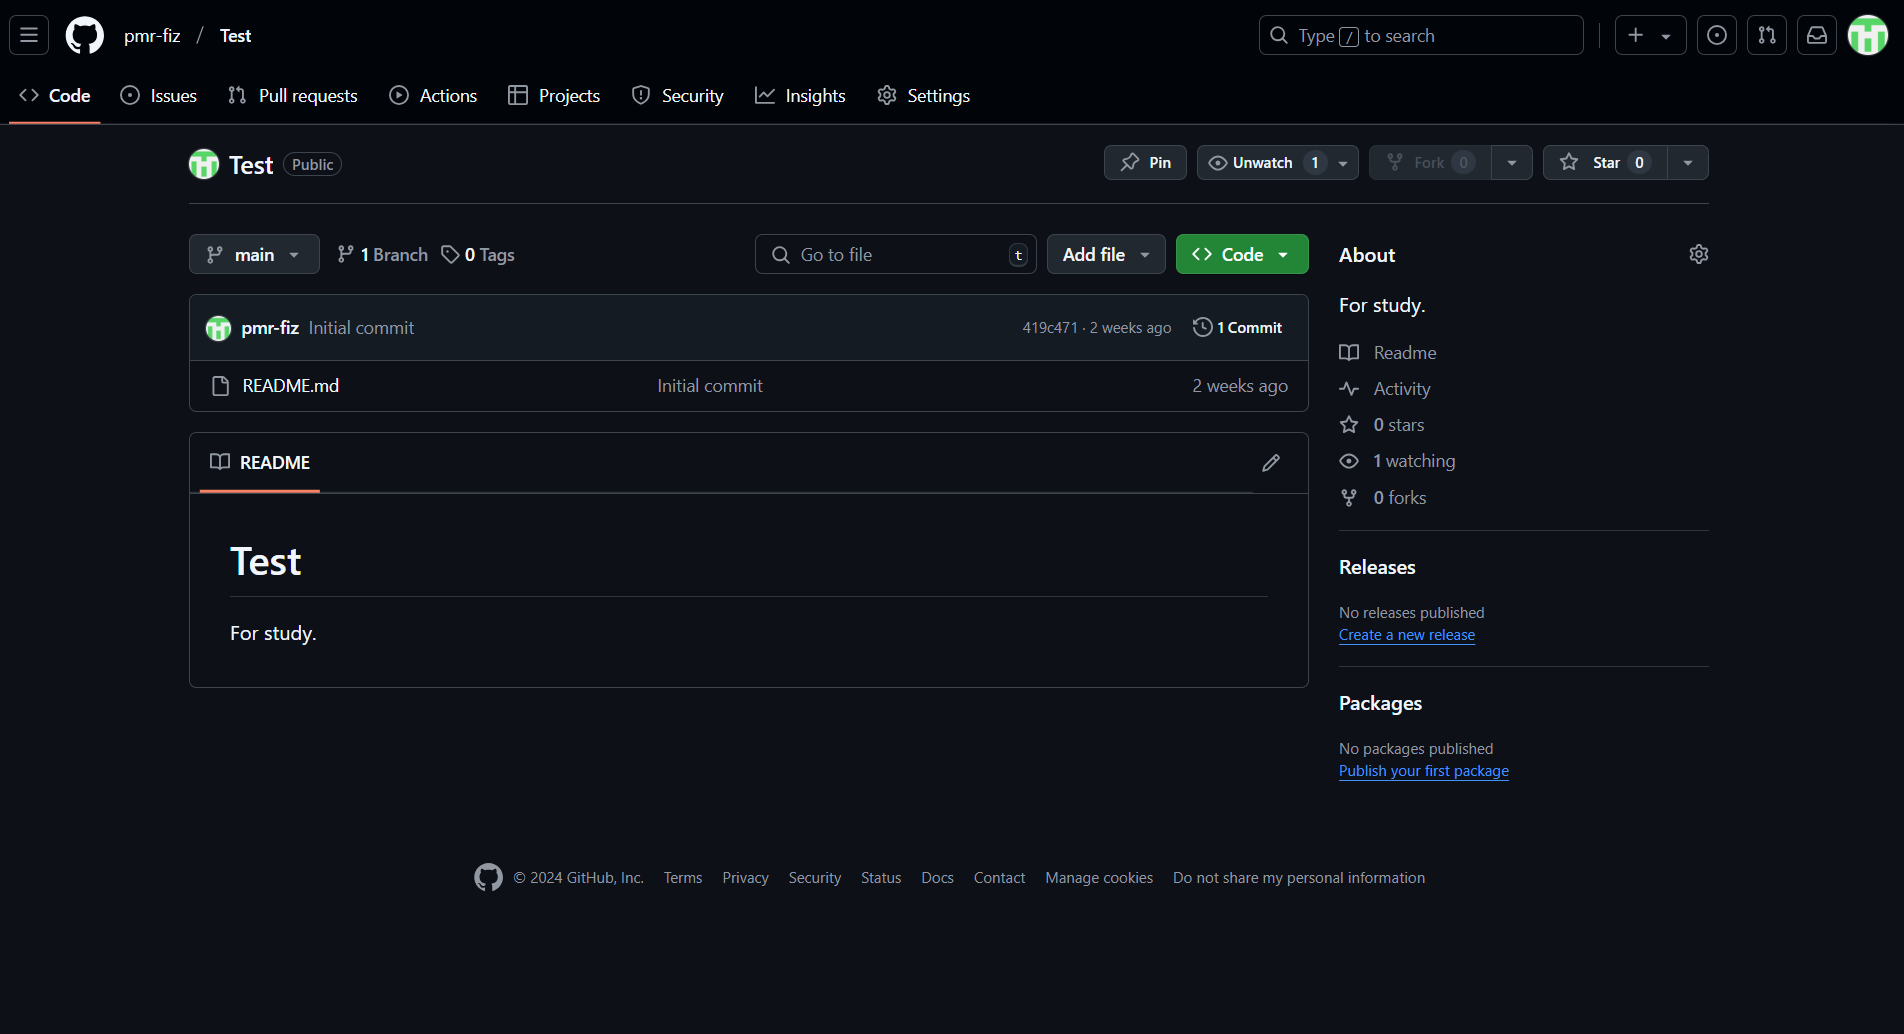 pmr-fiz / Test
Type / to search
Code Issues Pull requests Actions Projects Security Insights Settings
Test Public
Pin Unwatch 1 Fork 0 Star 0
main 1 Branch 0 Tags Go to file t Add file Code
pmr-fiz Initial commit 419c471 · 2 weeks ago 1 Commit
README.md Initial commit 2 weeks ago
README
Test
For study.
About
For study.
Readme
Activity
0 stars
1 watching
0 forks
Releases
No releases published
Create a new release
Packages
No packages published
Publish your first package
© 2024 GitHub, Inc. Terms Privacy Security Status Docs Contact Manage cookies Do not share my personal information